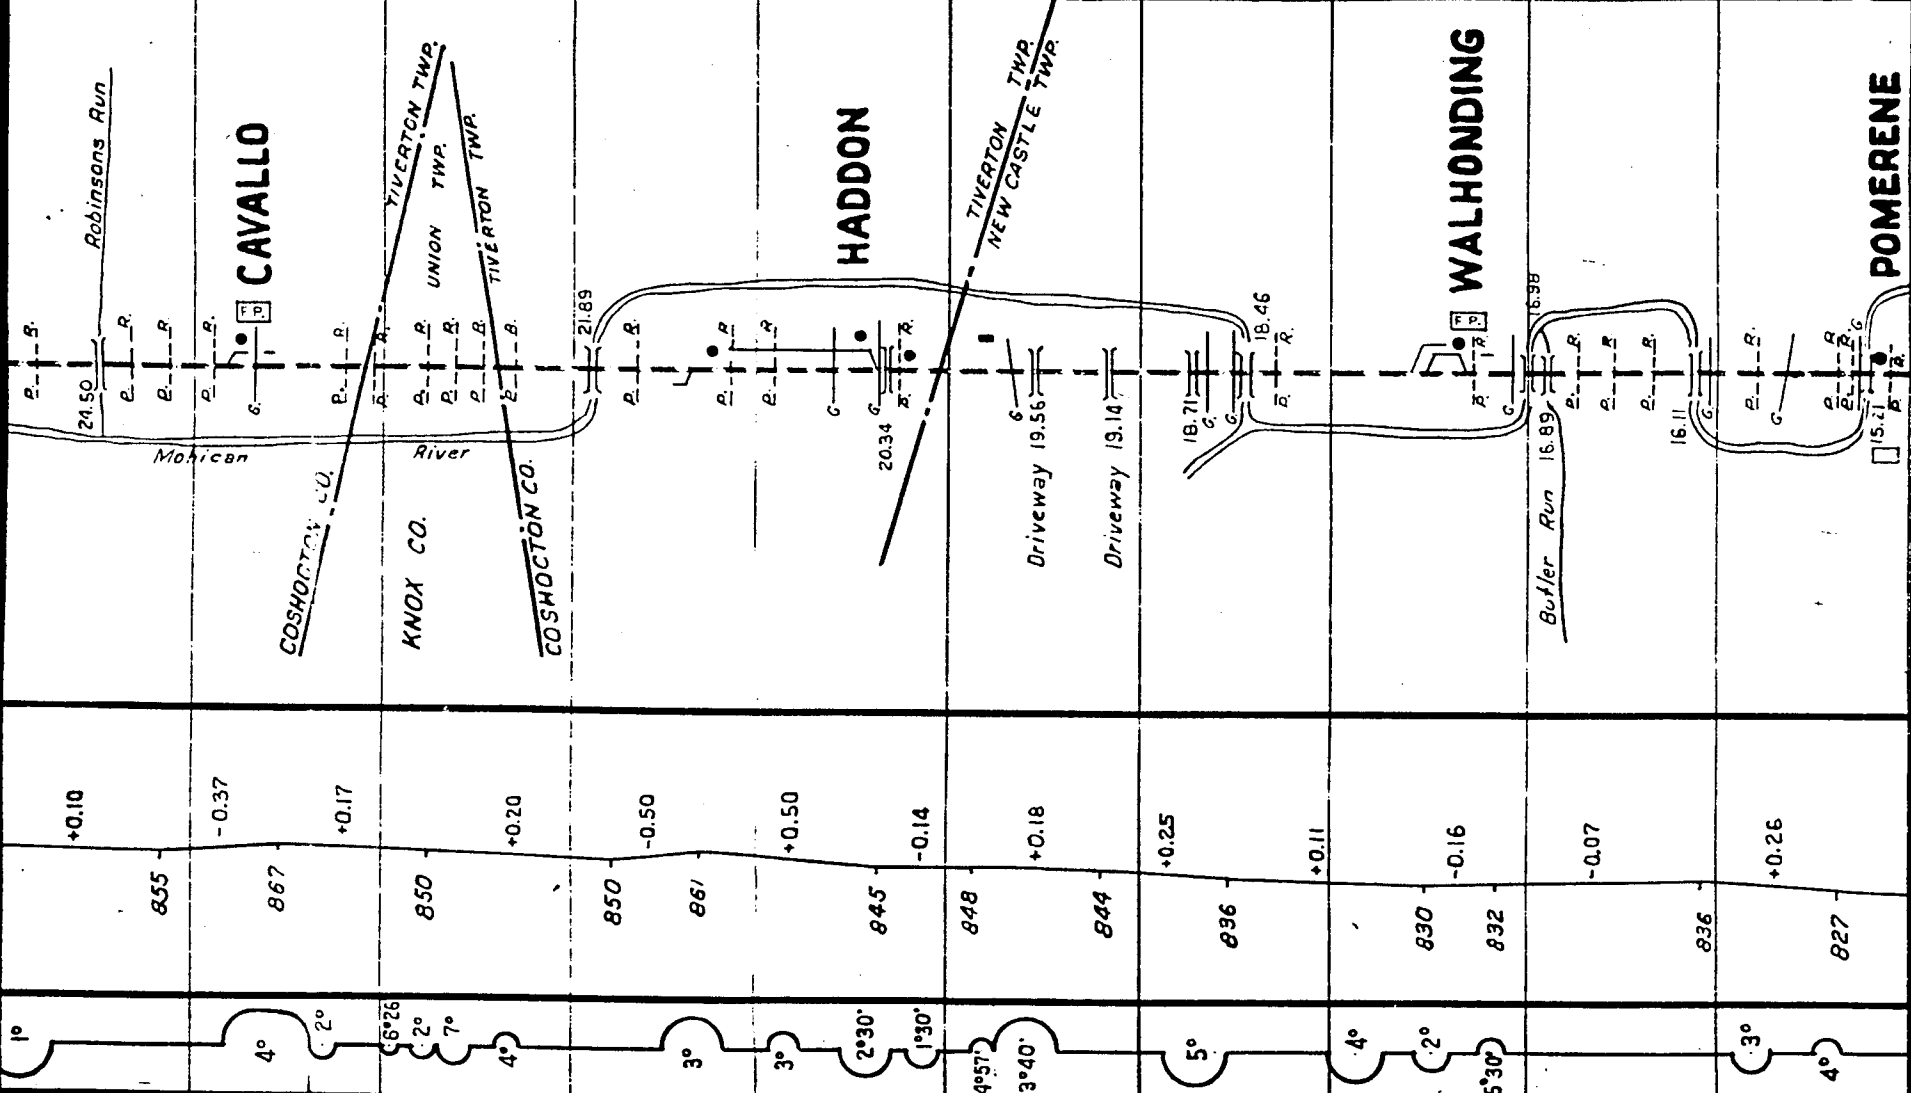 Robinsons Run
CAVALLO
F P.
TIVERTON TWP.
UNION TWP.
TIVERTON TWP.
HADDON
TIVERTON TWP.
NEW CASTLE TWP.
WALHONDING
F P.
POMERENE
24.50
21.89
20.34
Driveway 19.56
Driveway 19.14
18.71
18.46
16.98
16.89
16.11
15.21
Mohican River
COSHOCTON CO.
KNOX CO.
COSHOCTON CO.
Butler Run
P. R.
P. R.
P. R.
P. R.
G.
P. R.
P. R.
P. R.
P. R.
P. R.
P. R.
P. R.
P. R.
G
G
P. R.
G
G.
G
P. R.
P. R.
G
P. R.
P. R.
P. R.
G
P. R.
G
P. R.
P. R.
G
P. R.
+0.10
-0.37
+0.17
+0.20
-0.50
+0.50
-0.14
+0.18
+0.25
+0.11
-0.16
-0.07
+0.26
855
867
850
850
861
845
848
844
836
830
832
836
827
1°
4°
2°
6°26
2°
7°
4°
3°
3°
2°30'
1°30'
4°57'
3°40'
5°
4°
2°
3°
4°